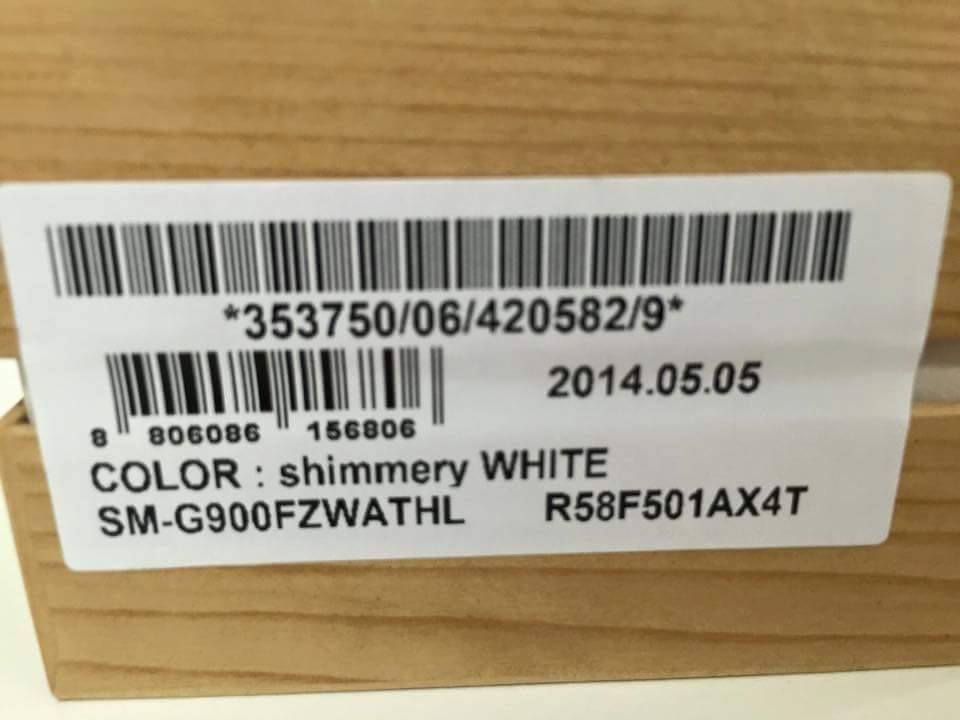 *353750/06/420582/9*
2014.05.05
8 806086 156806
COLOR : shimmery WHITE
SM-G900FZWATHL R58F501AX4T